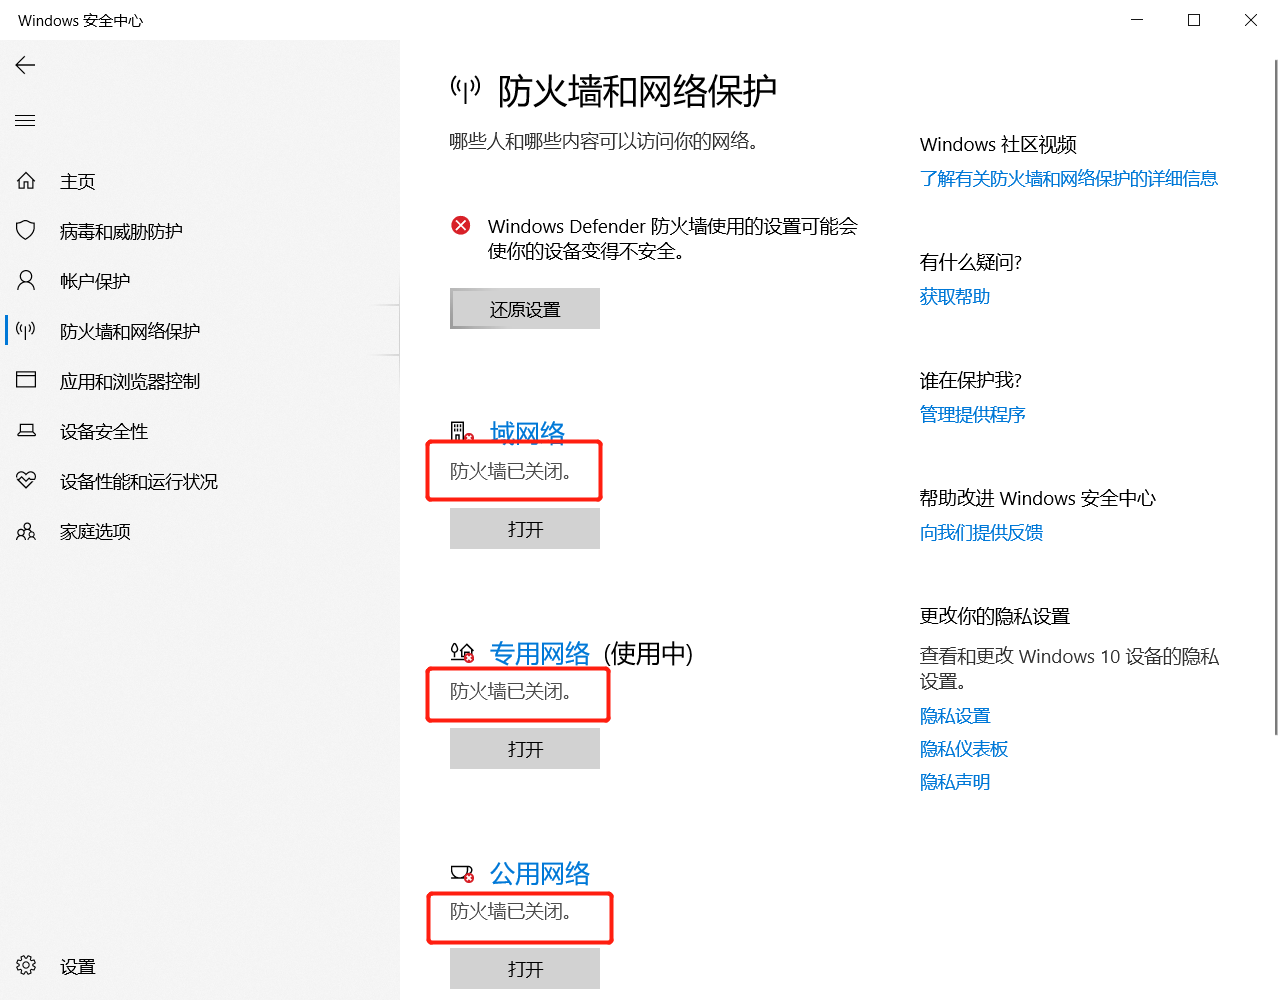 Windows 安全中心
主页
病毒和威胁防护
帐户保护
防火墙和网络保护
应用和浏览器控制
设备安全性
设备性能和运行状况
家庭选项
设置
防火墙和网络保护
哪些人和哪些内容可以访问你的网络。
Windows Defender 防火墙使用的设置可能会
使你的设备变得不安全。
还原设置
域网络
防火墙已关闭。
打开
专用网络 (使用中)
防火墙已关闭。
打开
公用网络
防火墙已关闭。
打开
Windows 社区视频
了解有关防火墙和网络保护的详细信息
有什么疑问?
获取帮助
谁在保护我?
管理提供程序
帮助改进 Windows 安全中心
向我们提供反馈
更改你的隐私设置
查看和更改 Windows 10 设备的隐私
设置。
隐私设置
隐私仪表板
隐私声明